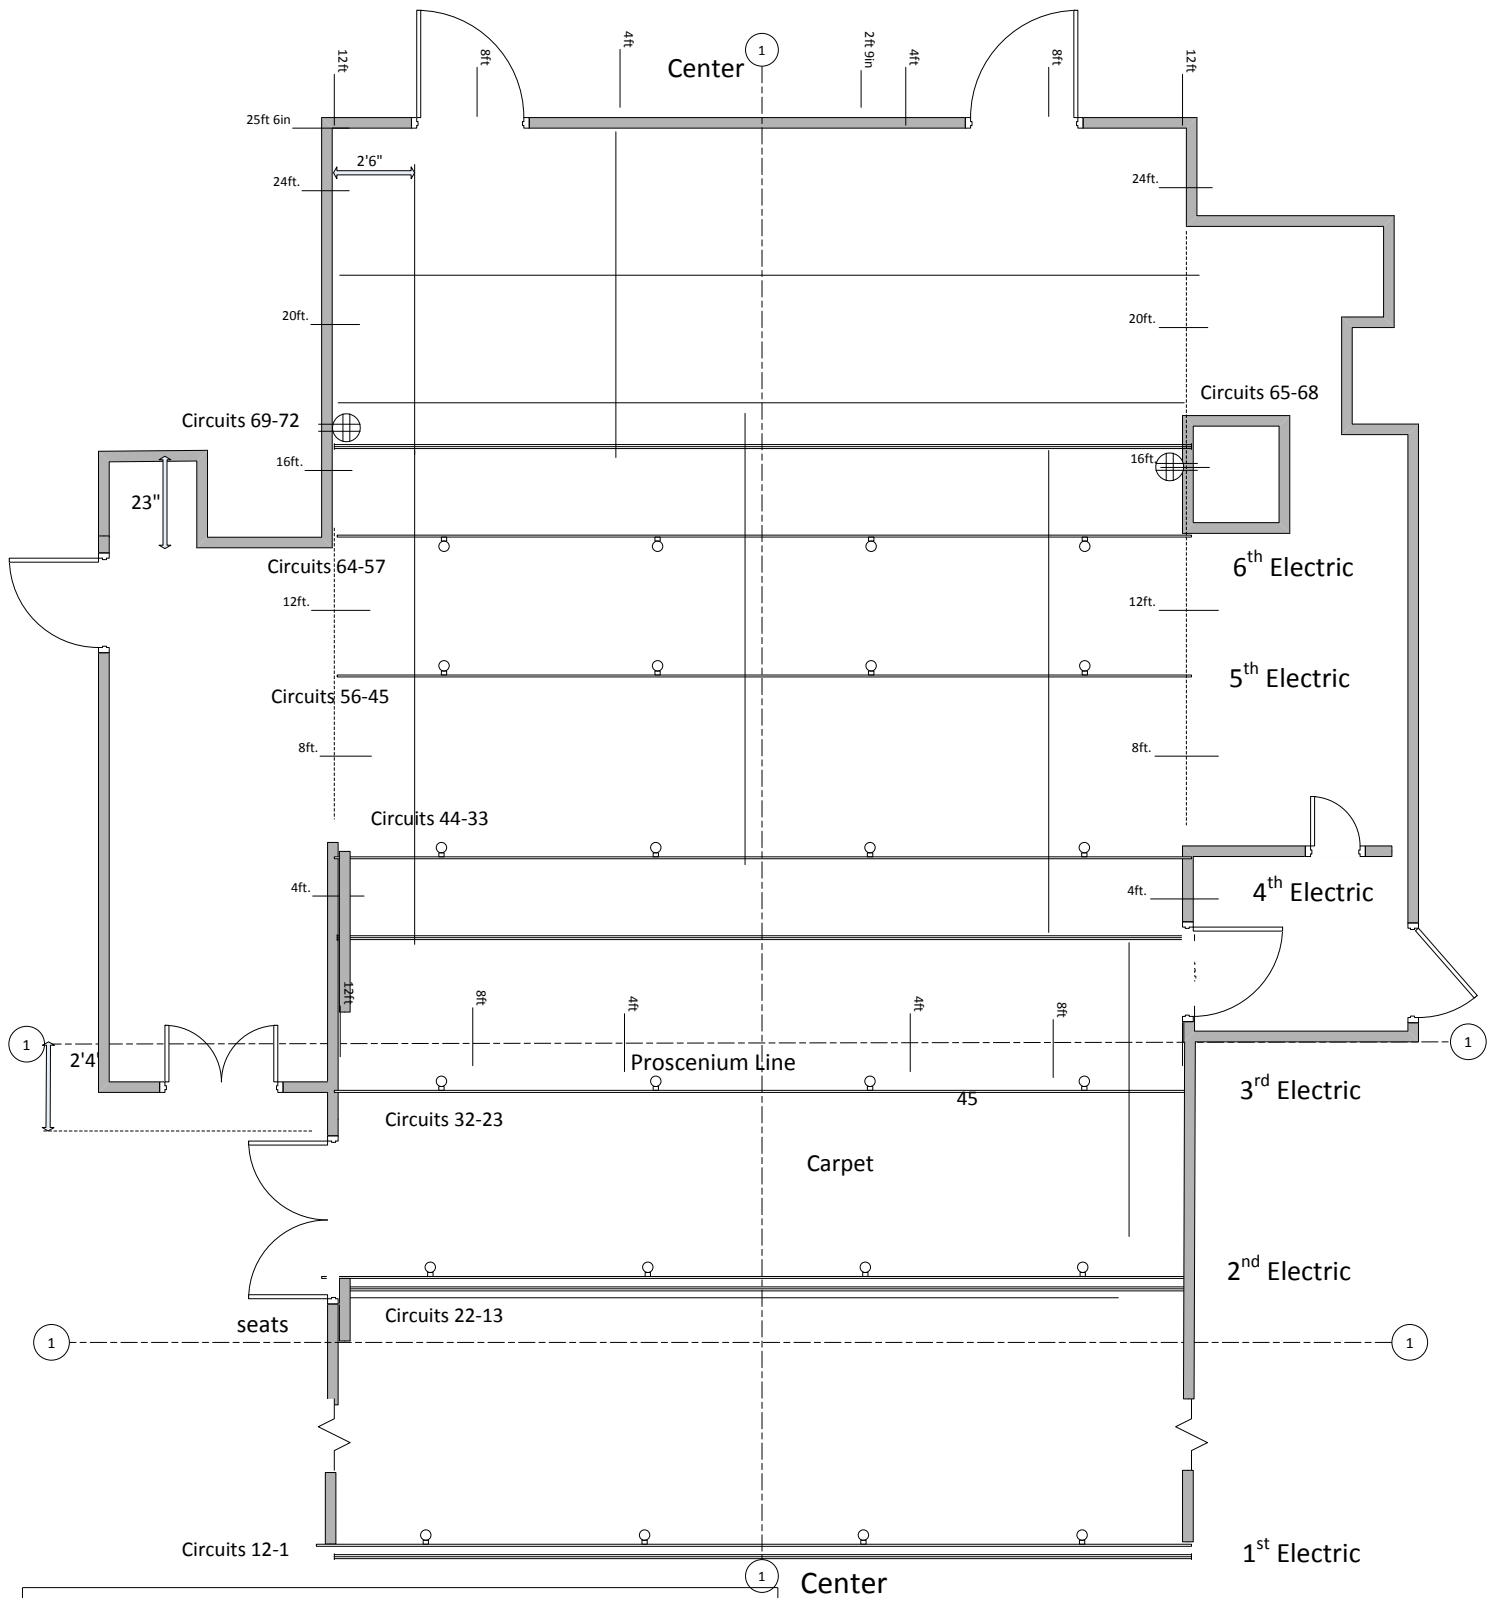 12ft
8ft
4ft
Center
1
2ft 9in
4ft
8ft
12ft
25ft 6in
2'6"
24ft.
24ft.
20ft.
20ft.
Circuits 65-68
Circuits 69-72
16ft.
16ft.
23"
Circuits 64-57
6th Electric
12ft.
12ft.
5th Electric
Circuits 56-45
8ft.
8ft.
Circuits 44-33
4ft.
4ft.
4th Electric
12ft
8ft
4ft
4ft
8ft
1
1
2'4"
Proscenium Line
3rd Electric
45
Circuits 32-23
Carpet
2nd Electric
Circuits 22-13
seats
1
1
Circuits 12-1
1st Electric
1
Center